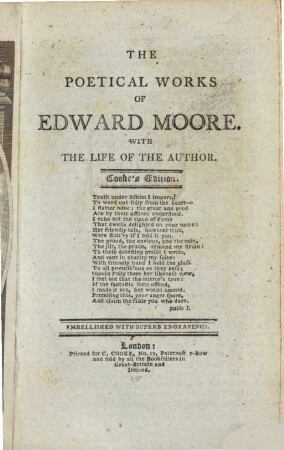 THE
POETICAL WORKS
OF
EDWARD MOORE.
WITH
THE LIFE OF THE AUTHOR.
Cooke's Edition.
Truth under fiction I impart,
To weed out folly from the heart—
I flatter none: the great and good
Are by their actions understood.
I echo not the voice of Fame
That dwells delighted on your name:
Her friendly tale, however true,
Were flatt'ry if I told it you.
The proud, the envious, and the vain,
The jilt, the prude, demand my strain:
To these detesting praise I write,
And vent in charity my spite:
With friendly hand I hold the glass
To all promiscuous as they pass;
Should Folly there her likeness view,
I fret not that the mirror's true:
If the fantastic form offend,
I made it not, but would amend.
Presuming thus, your anger spare,
And claim the fable you who dare.
Fable I.
EMBELLISHED WITH SUPERB ENGRAVINGS.
London:
Printed for C. COOKE, No. 17, Paternoster-Row
and sold by all the Booksellers in
Great-Britain and
Ireland.